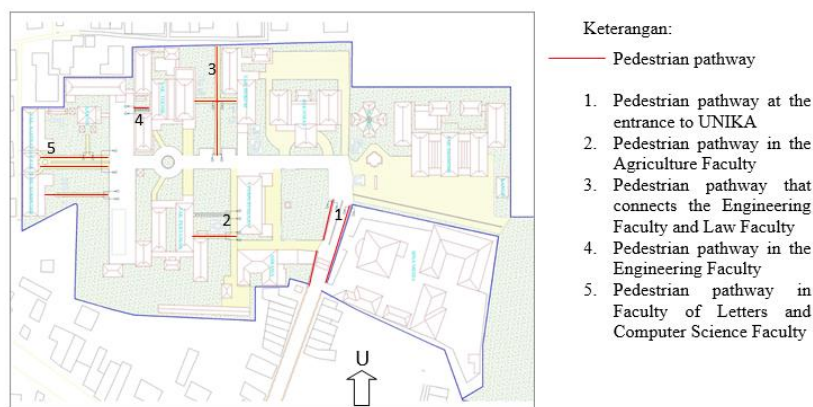 Keterangan:
Pedestrian pathway
1. Pedestrian pathway at the
entrance to UNIKA
2. Pedestrian pathway in the
Agriculture Faculty
3. Pedestrian pathway that
connects the Engineering
Faculty and Law Faculty
4. Pedestrian pathway in the
Engineering Faculty
5. Pedestrian pathway in
Faculty of Letters and
Computer Science Faculty
3
4
5
2
1
U